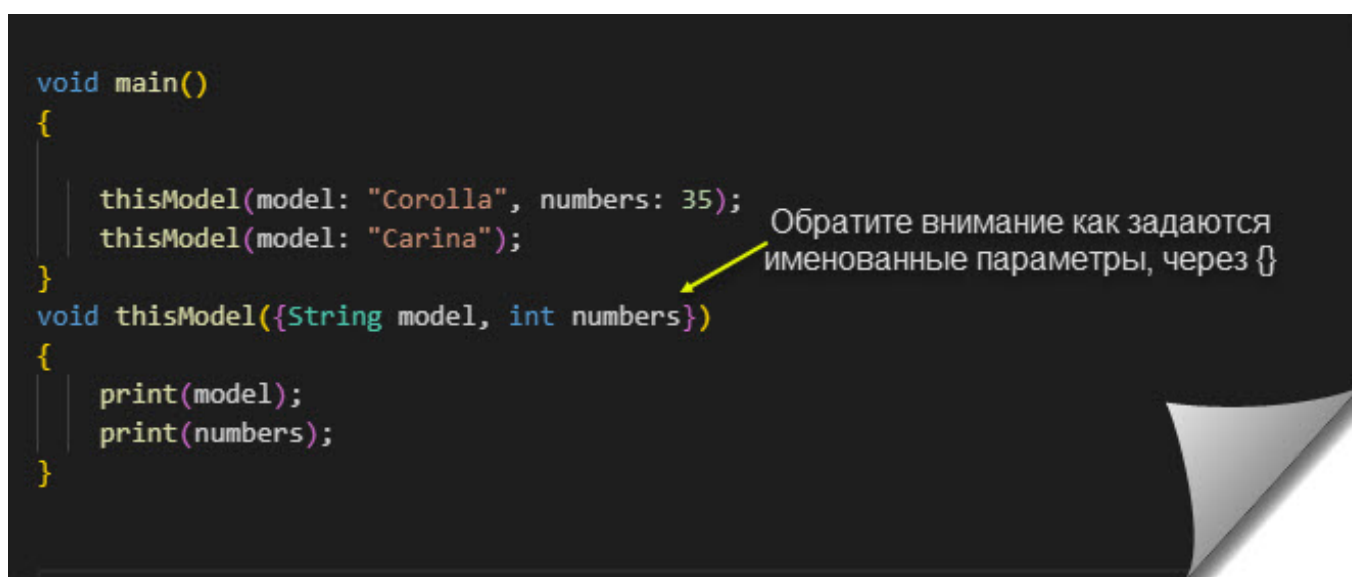 void main()
{
thisModel(model: "Corolla", numbers: 35);
thisModel(model: "Carina");
}
Обратите внимание как задаются
именованные параметры, через {}
void thisModel({String model, int numbers})
{
print(model);
print(numbers);
}